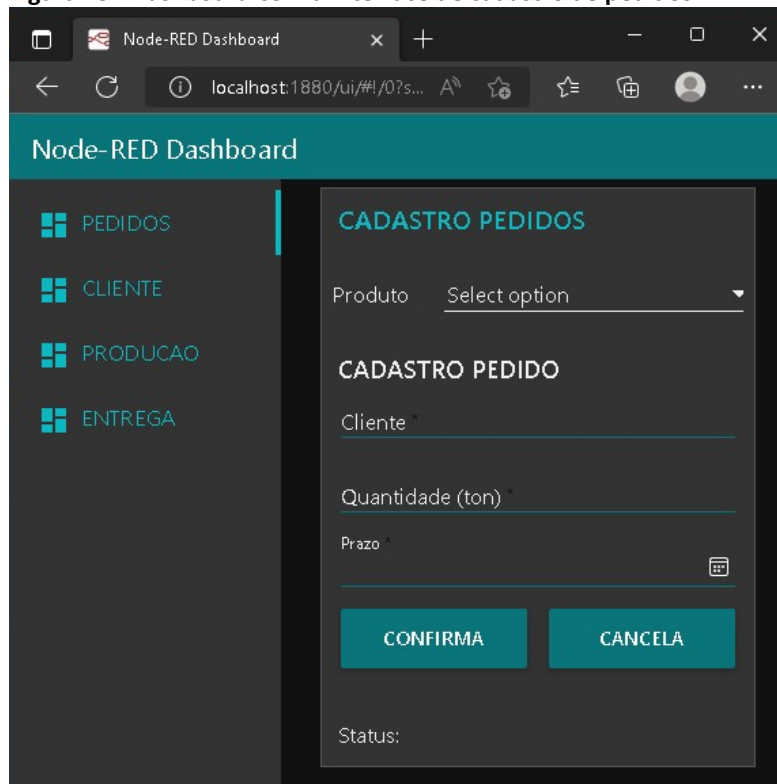 Node-RED Dashboard
localhost:1880/ui/#!/0?s...
Node-RED Dashboard
PEDIDOS
CLIENTE
PRODUCAO
ENTREGA
CADASTRO PEDIDOS
Produto Select option
CADASTRO PEDIDO
Cliente *
Quantidade (ton) *
Prazo *
CONFIRMA CANCELA
Status: